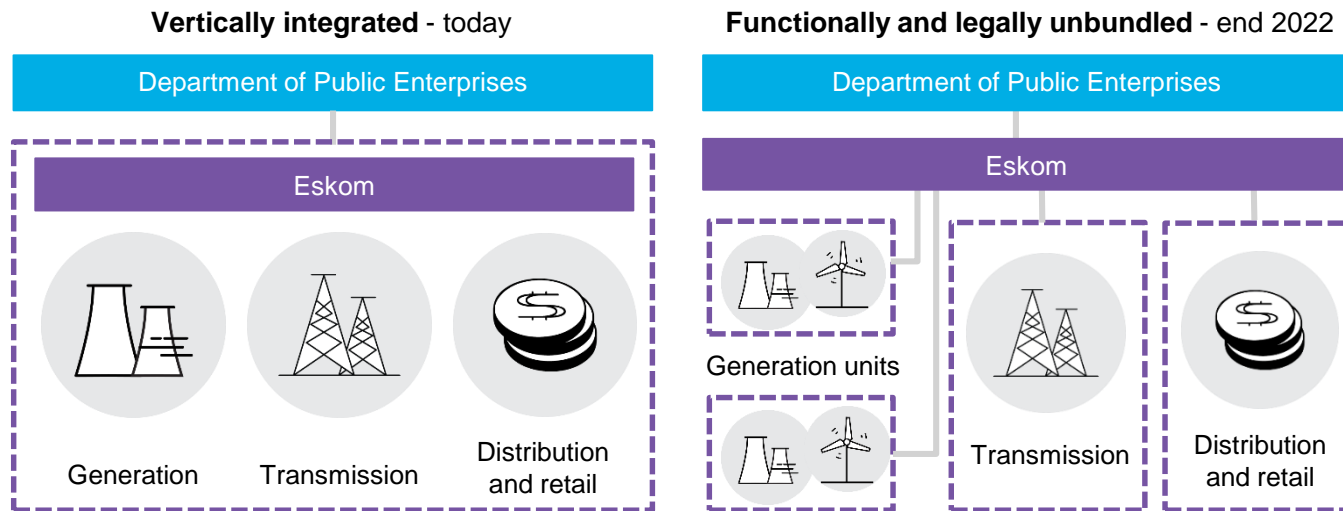 Vertically integrated - today
Department of Public Enterprises
Eskom
Generation
Transmission
Distribution
and retail
Functionally and legally unbundled - end 2022
Department of Public Enterprises
Eskom
Generation units
Transmission
Distribution
and retail